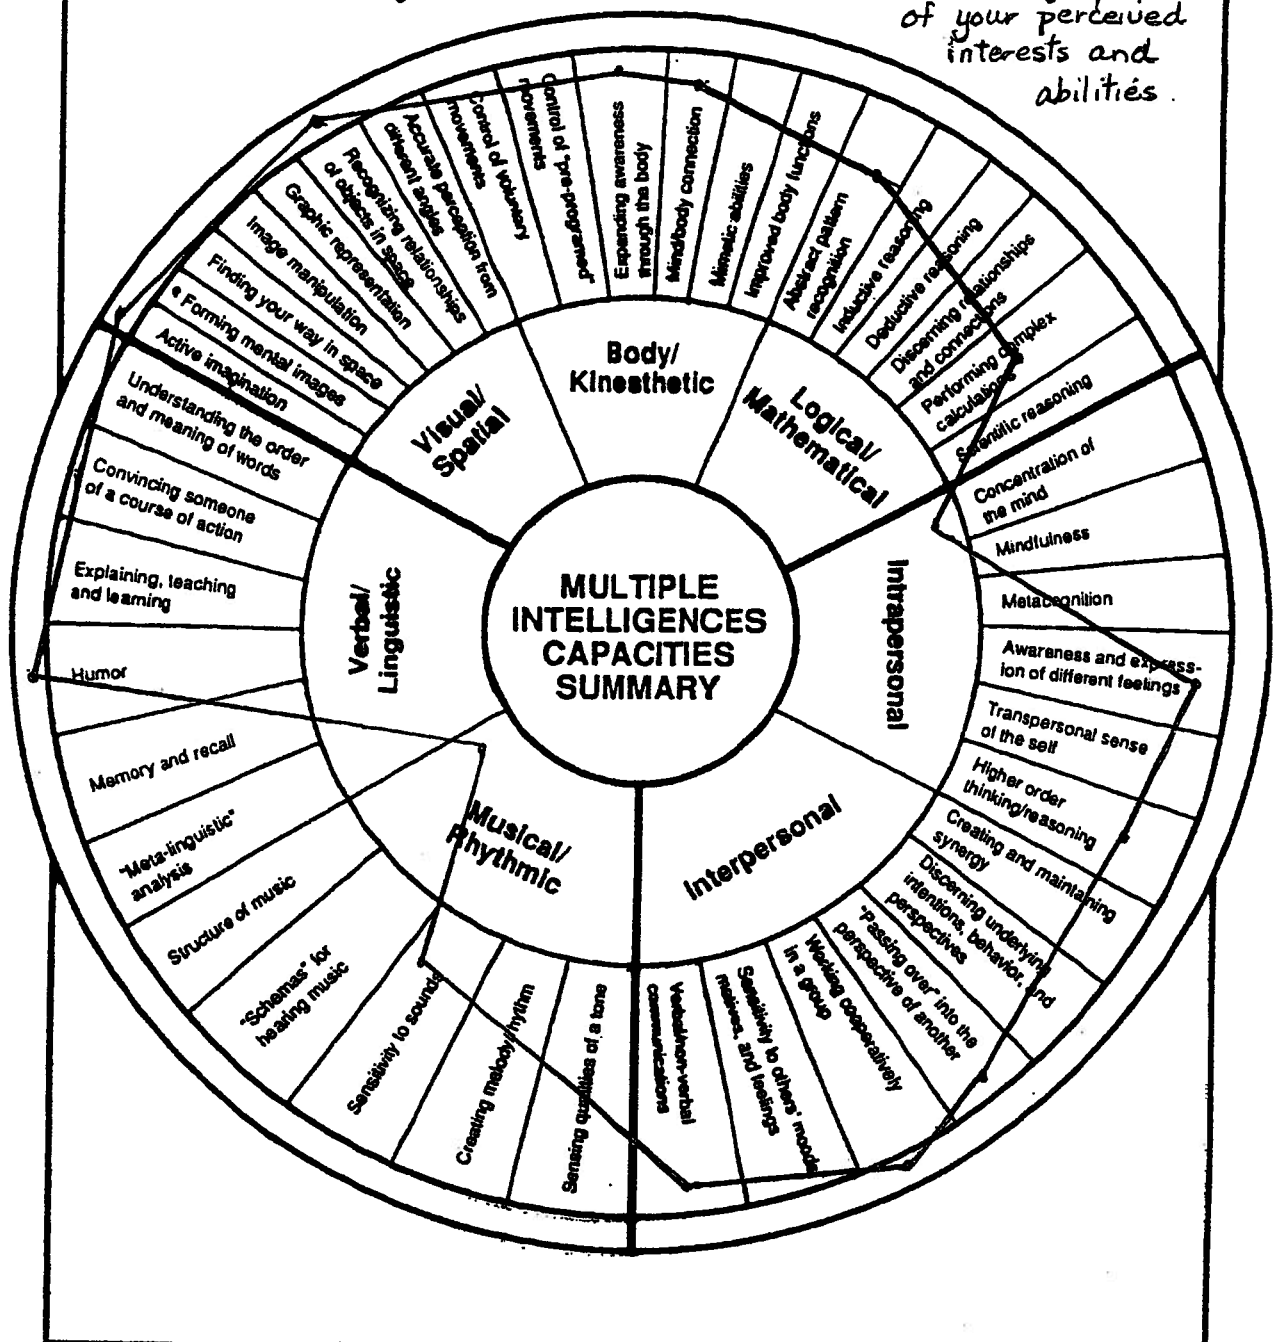 of your perceived
interests and
abilities.
Control of "pre-programed"
movements
Expanding awareness
through the body
Mind/body connection
Mimetic abilities
Improved body functions
Abstract pattern
recognition
Inductive reasoning
Deductive reasoning
Discerning relationships
and connections
Performing complex
calculations
Scientific reasoning
Concentration of
the mind
Mindfulness
Metacognition
Awareness and express-
ion of different feelings
Transpersonal sense
of the self
Higher order
thinking/reasoning
Creating and maintaining
synergy
Discerning underlying
intentions, behavior, and
perspectives
"Passing over" into the
perspective of another
Working cooperatively
in a group
Sensitivity to others' moods,
motives, and feelings
Verbal/non-verbal
communications
Sensing qualities of a tone
Creating melody/rhythm
Sensitivity to sounds
"Schemas" for
hearing music
Structure of music
"Meta-linguistic"
analysis
Memory and recall
Humor
Explaining, teaching
and learning
Convincing someone
of a course of action
Understanding the order
and meaning of words
Active imagination
Forming mental images
Finding your way in space
Image manipulation
Graphic representation
Recognizing relationships
of objects in space
Accurate perception from
different angles
Control of voluntary
movements
Body/
Kinesthetic
Logical/
Mathematical
Intrapersonal
Interpersonal
Musical/
Rhythmic
Verbal/
Linguistic
Visual/
Spatial
MULTIPLE
INTELLIGENCES
CAPACITIES
SUMMARY